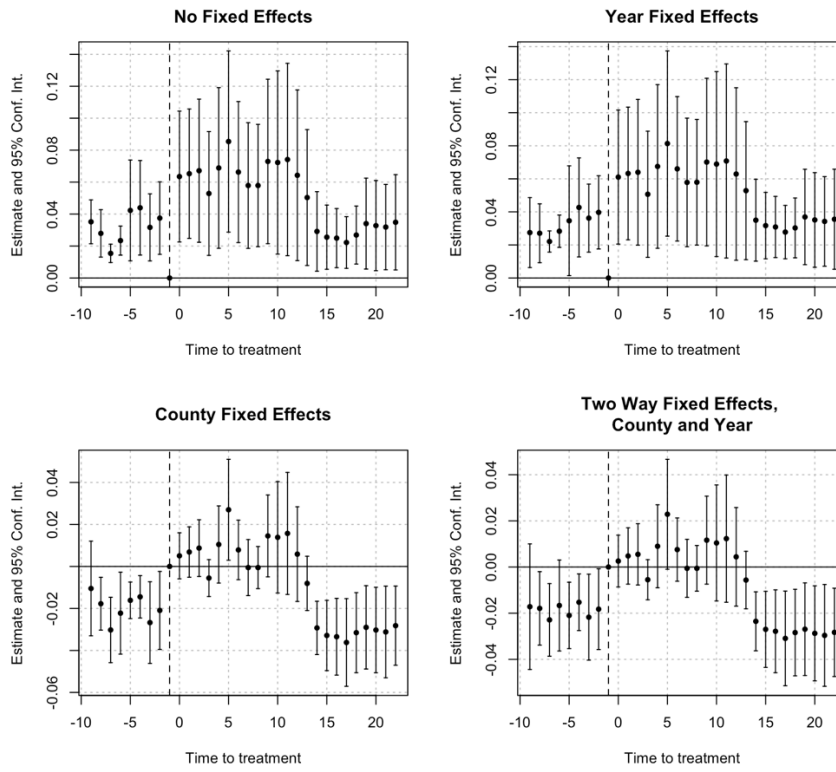 No Fixed Effects
Estimate and 95% Conf. Int.
0.12
0.08
0.04
0.00
-10 -5 0 5 10 15 20
Time to treatment
Year Fixed Effects
Estimate and 95% Conf. Int.
0.12
0.08
0.04
0.00
-10 -5 0 5 10 15 20
Time to treatment
County Fixed Effects
Estimate and 95% Conf. Int.
0.04
0.00
-0.02
-0.06
-10 -5 0 5 10 15 20
Time to treatment
Two Way Fixed Effects,
County and Year
Estimate and 95% Conf. Int.
0.04
0.02
0.00
-0.04
-10 -5 0 5 10 15 20
Time to treatment